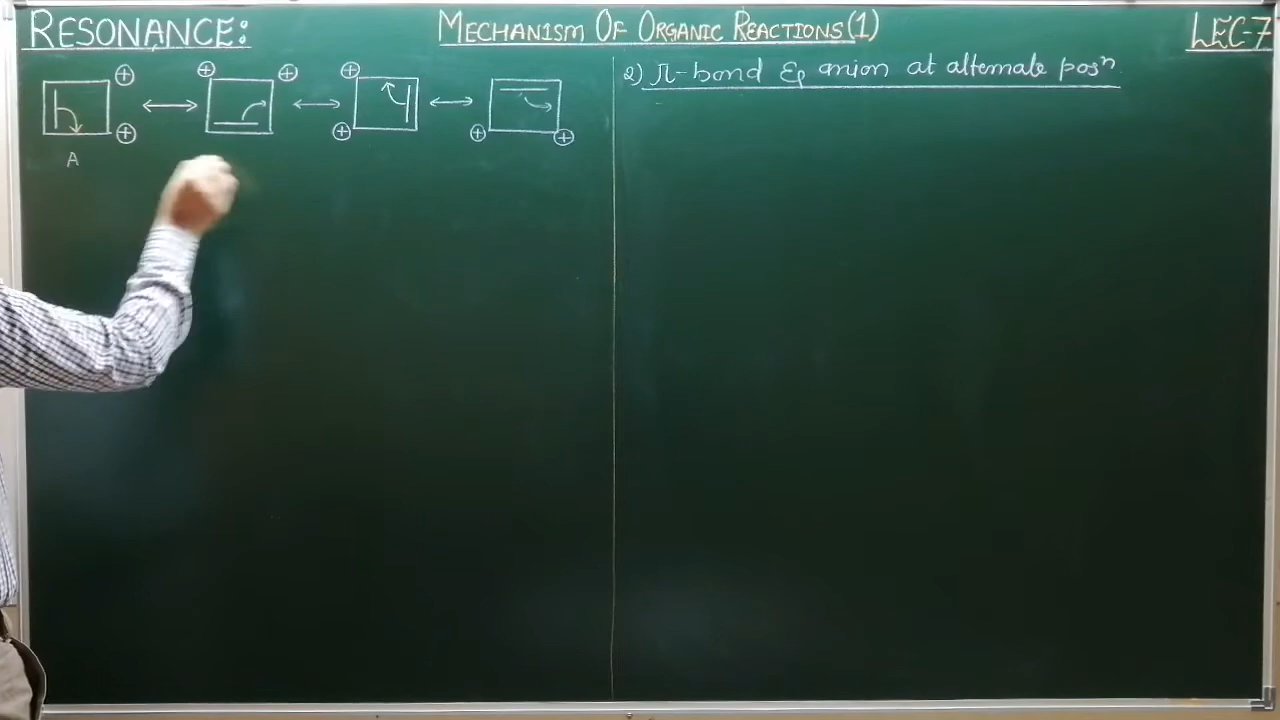 RESONANCE:
MECHANISM OF ORGANIC REACTIONS(1)
LEC-7
⊕ ⊕ ⊕ ⊕
⊕ ⊕ ⊕ ⊕
A
2) π-bond & anion at alternate posⁿ